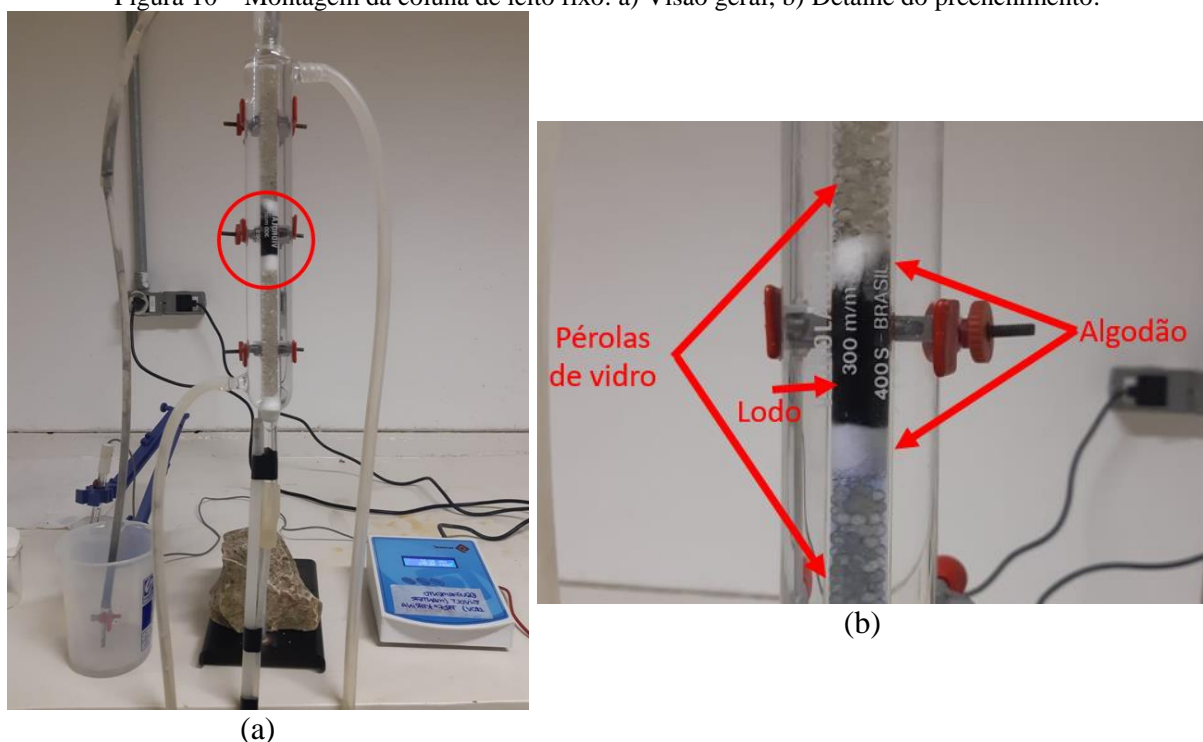 Figura 10 – Montagem da coluna de leito fixo: a) Visão geral; b) Detalhe do preenchimento.
Pérolas
de vidro
Lodo
Algodão
300 m/m
400 S - BRASIL
(a)
(b)